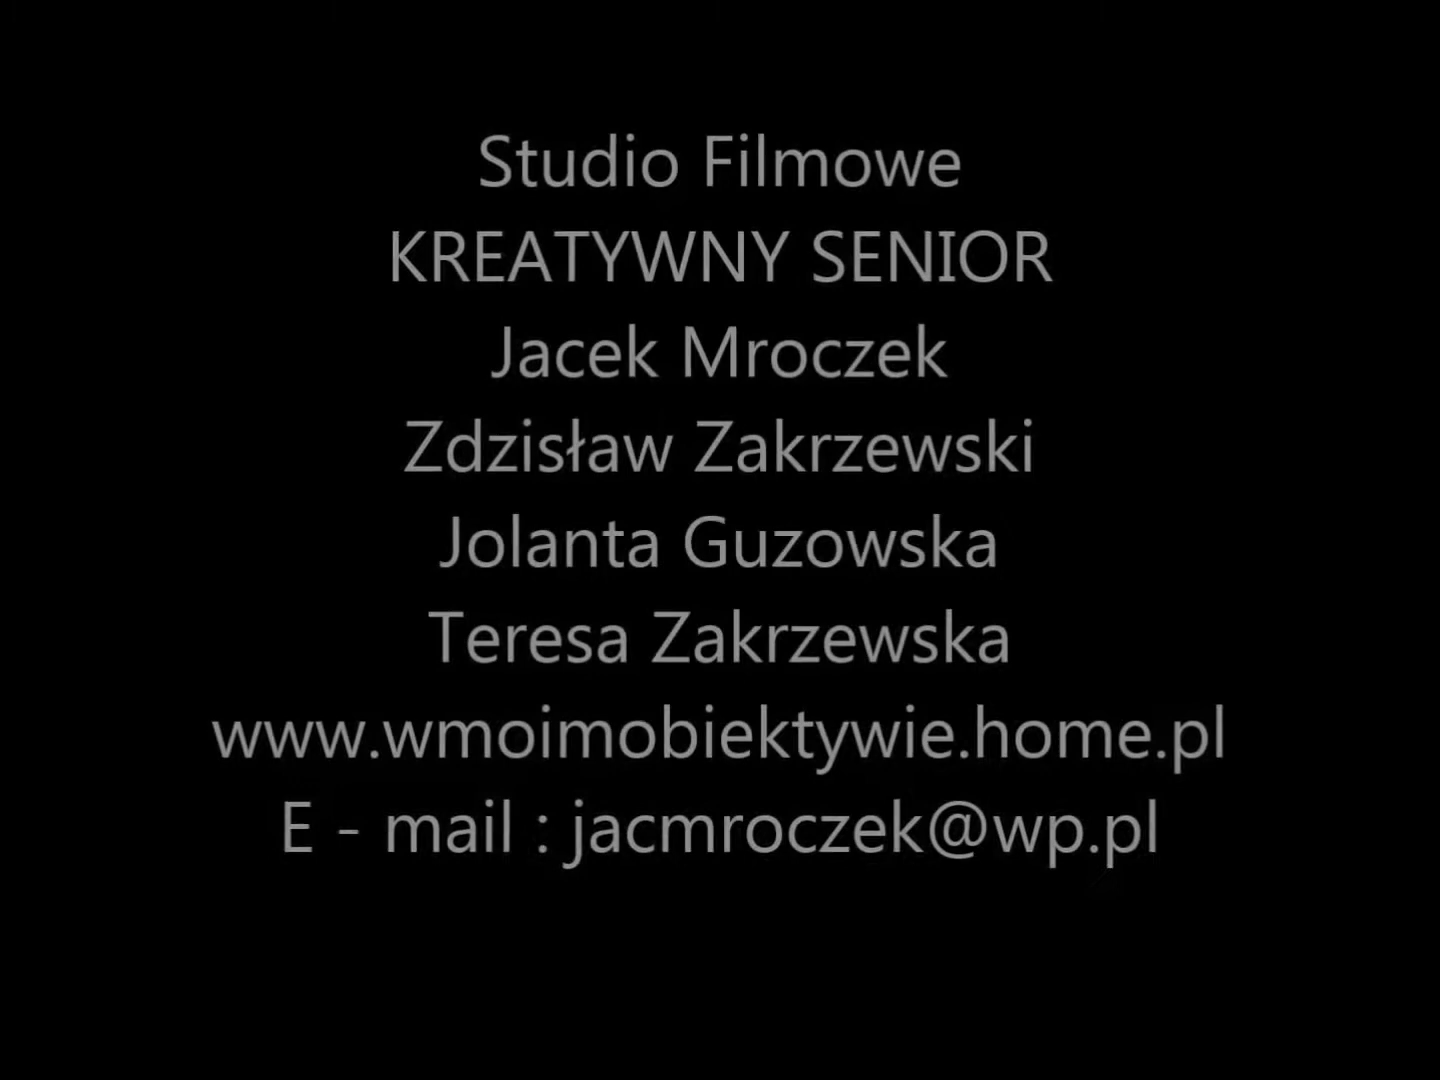 Studio Filmowe
KREATYWNY SENIOR
Jacek Mroczek
Zdzisław Zakrzewski
Jolanta Guzowska
Teresa Zakrzewska
www.wmoimobiektywie.home.pl
E - mail : jacmroczek@wp.pl